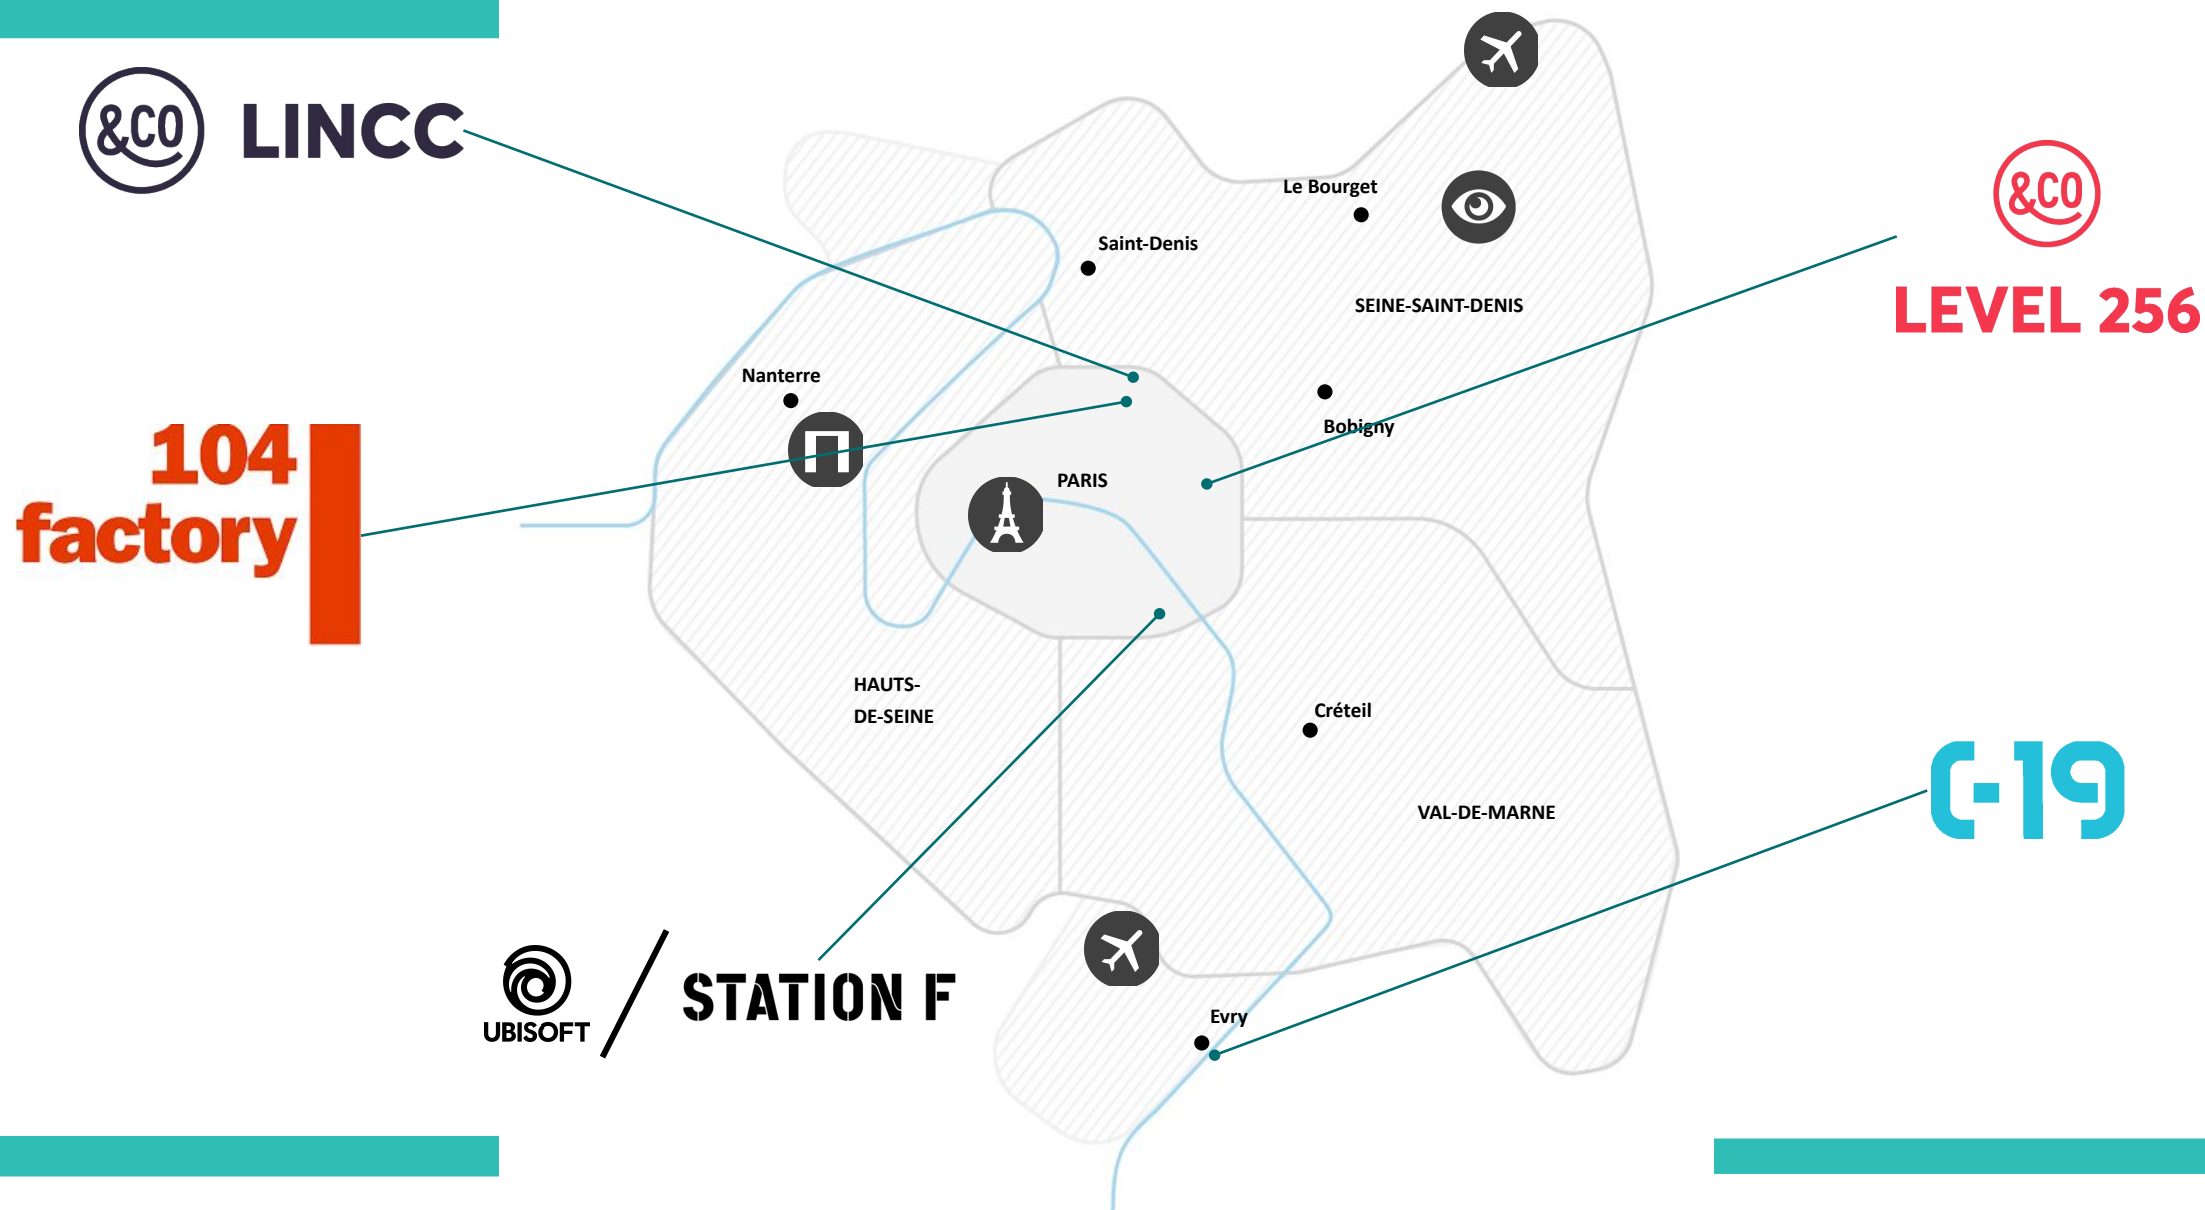 &CO LINCC
Le Bourget
&CO
Saint-Denis
SEINE-SAINT-DENIS
LEVEL 256
Nanterre
104
factory
Bobigny
PARIS
HAUTS-
DE-SEINE
Créteil
C-19
VAL-DE-MARNE
UBISOFT
STATION F
Evry